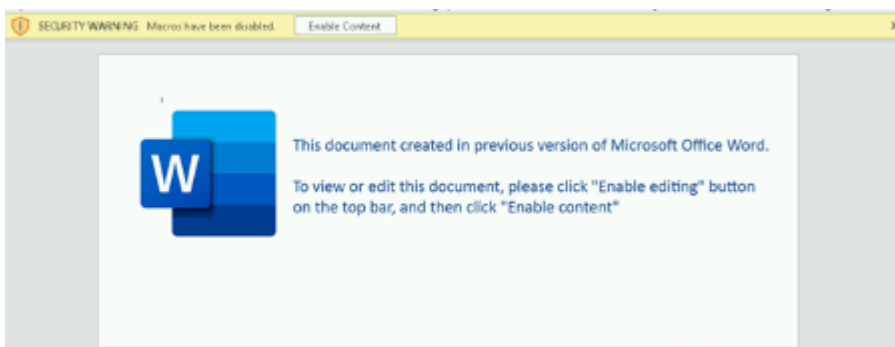 SECURITY WARNING Macros have been disabled. Enable Content
W
This document created in previous version of Microsoft Office Word.
To view or edit this document, please click "Enable editing" button
on the top bar, and then click "Enable content"